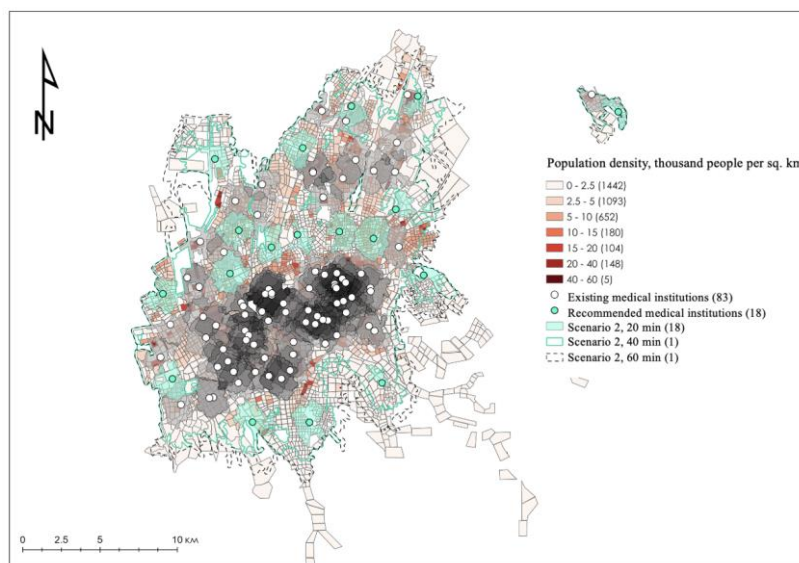 N
Population density, thousand people per sq. km
0 - 2.5 (1442)
2.5 - 5 (1093)
5 - 10 (652)
10 - 15 (180)
15 - 20 (104)
20 - 40 (148)
40 - 60 (5)
Existing medical institutions (83)
Recommended medical institutions (18)
Scenario 2, 20 min (18)
Scenario 2, 40 min (1)
Scenario 2, 60 min (1)
0 2.5 5 10 км